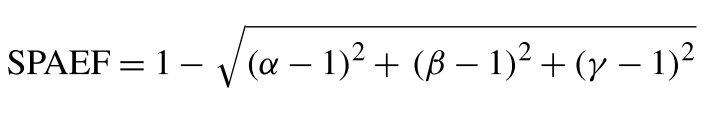 SPAEF = 1 − √(α − 1)² + (β − 1)² + (γ − 1)²